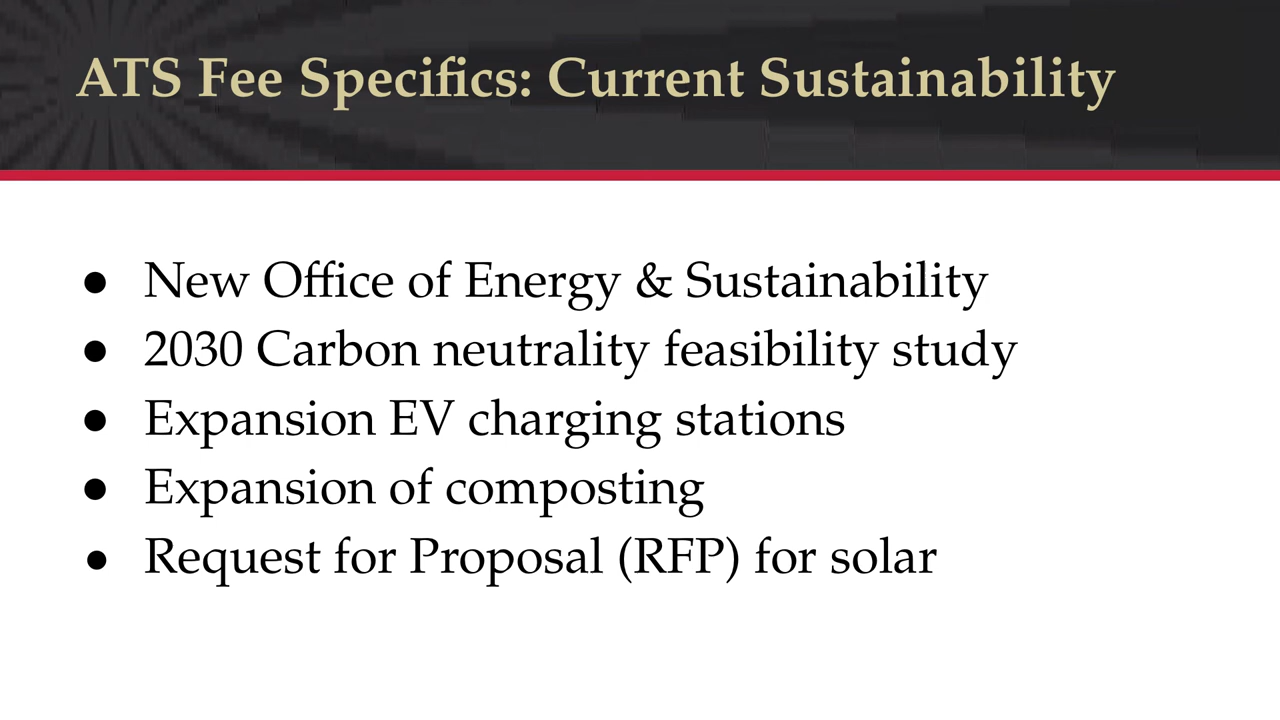 ATS Fee Specifics: Current Sustainability
● New Office of Energy & Sustainability
● 2030 Carbon neutrality feasibility study
● Expansion EV charging stations
● Expansion of composting
● Request for Proposal (RFP) for solar